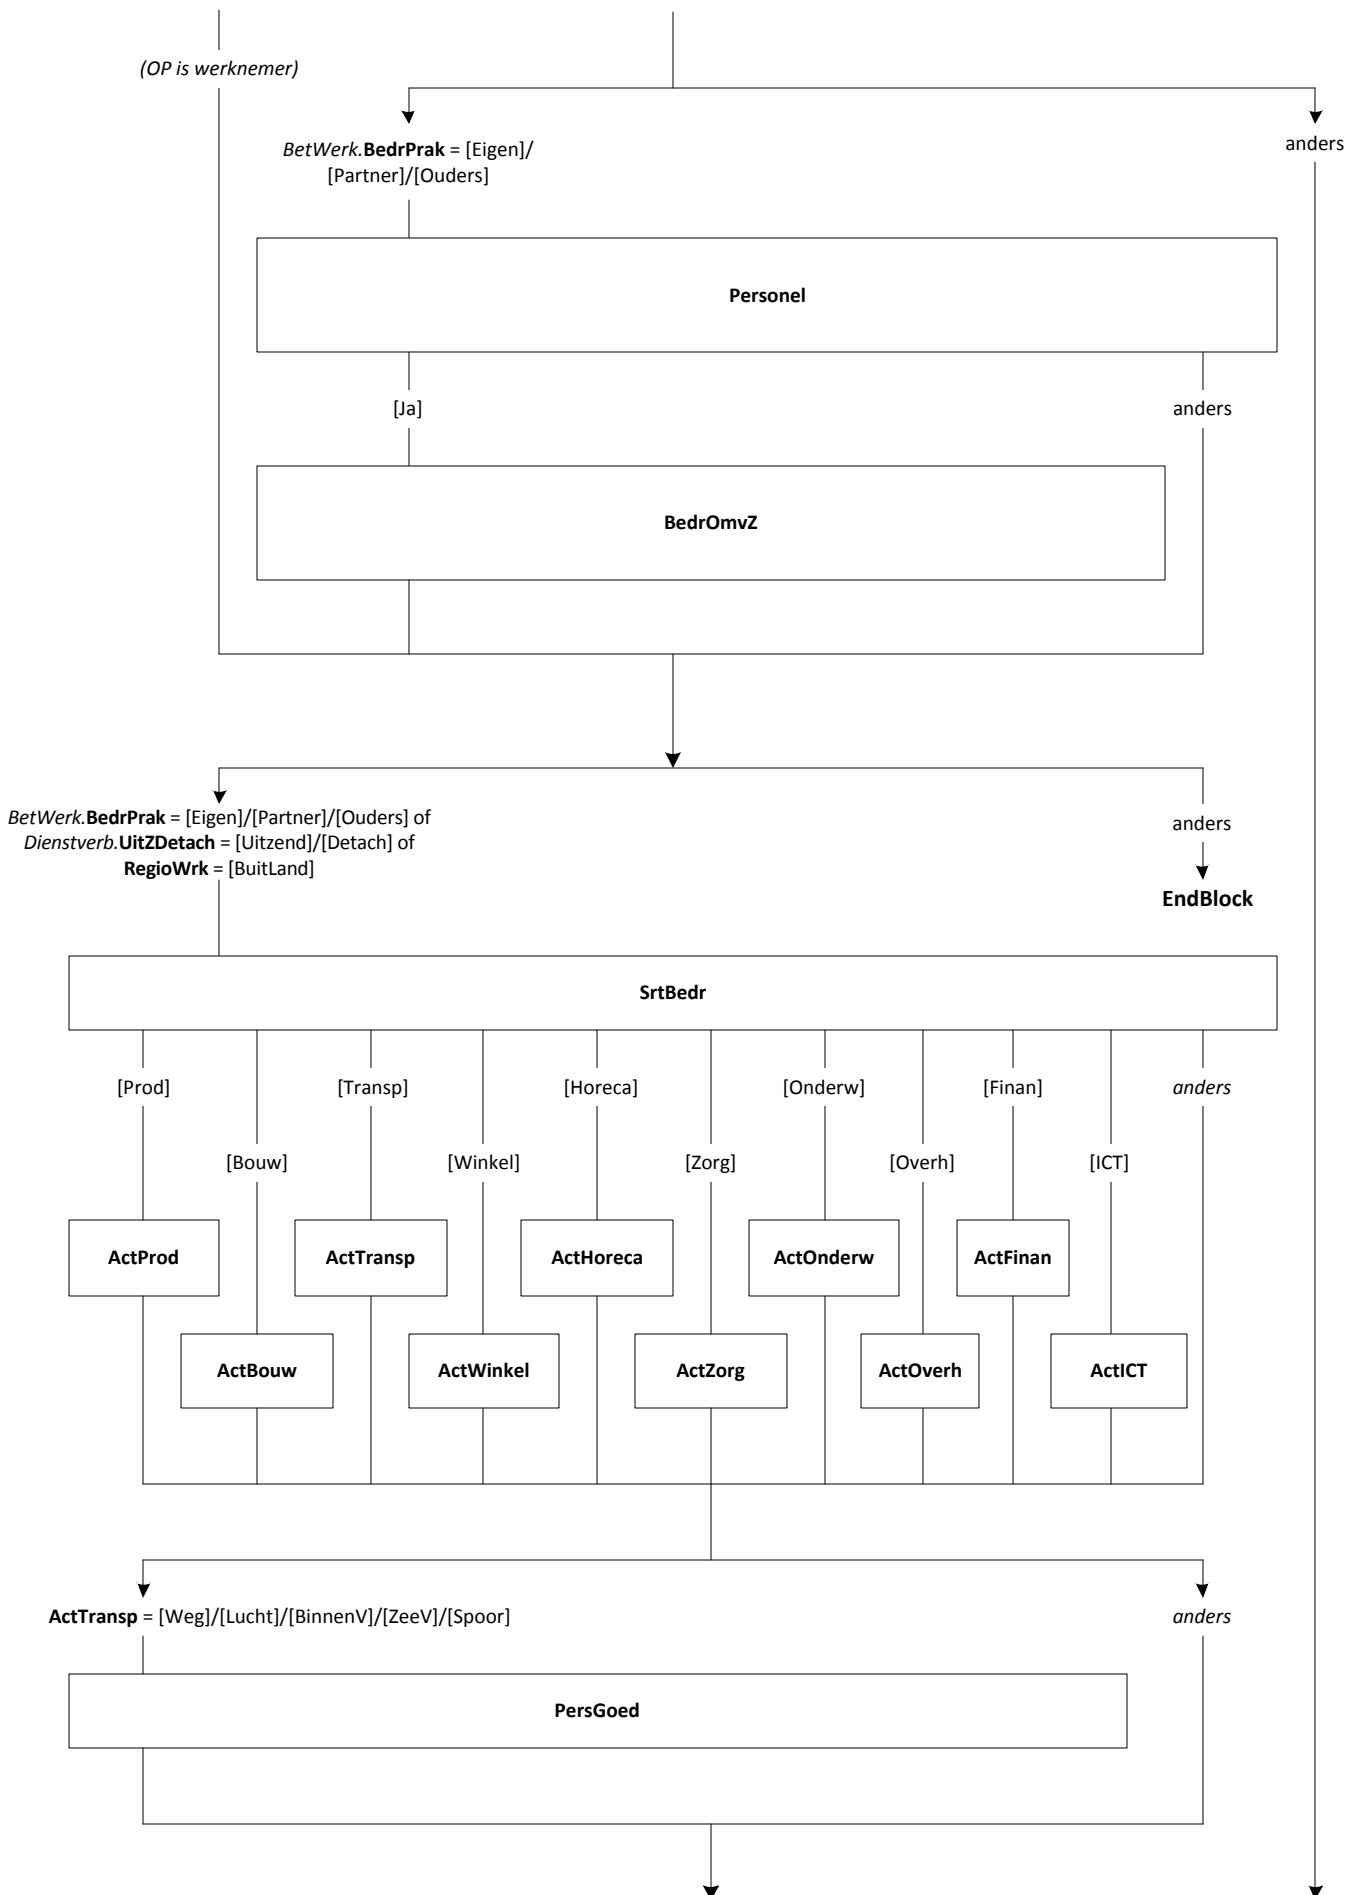 (OP is werknemer)
BetWerk.BedrPrak = [Eigen]/
[Partner]/[Ouders]
anders
Personel
[Ja]
anders
BedrOmvZ
BetWerk.BedrPrak = [Eigen]/[Partner]/[Ouders] of
Dienstverb.UitZDetach = [Uitzend]/[Detach] of
RegioWrk = [BuitLand]
anders
EndBlock
SrtBedr
[Prod]
[Transp]
[Horeca]
[Onderw]
[Finan]
anders
[Bouw]
[Winkel]
[Zorg]
[Overh]
[ICT]
ActProd
ActTransp
ActHoreca
ActOnderw
ActFinan
ActBouw
ActWinkel
ActZorg
ActOverh
ActICT
ActTransp = [Weg]/[Lucht]/[BinnenV]/[ZeeV]/[Spoor]
anders
PersGoed